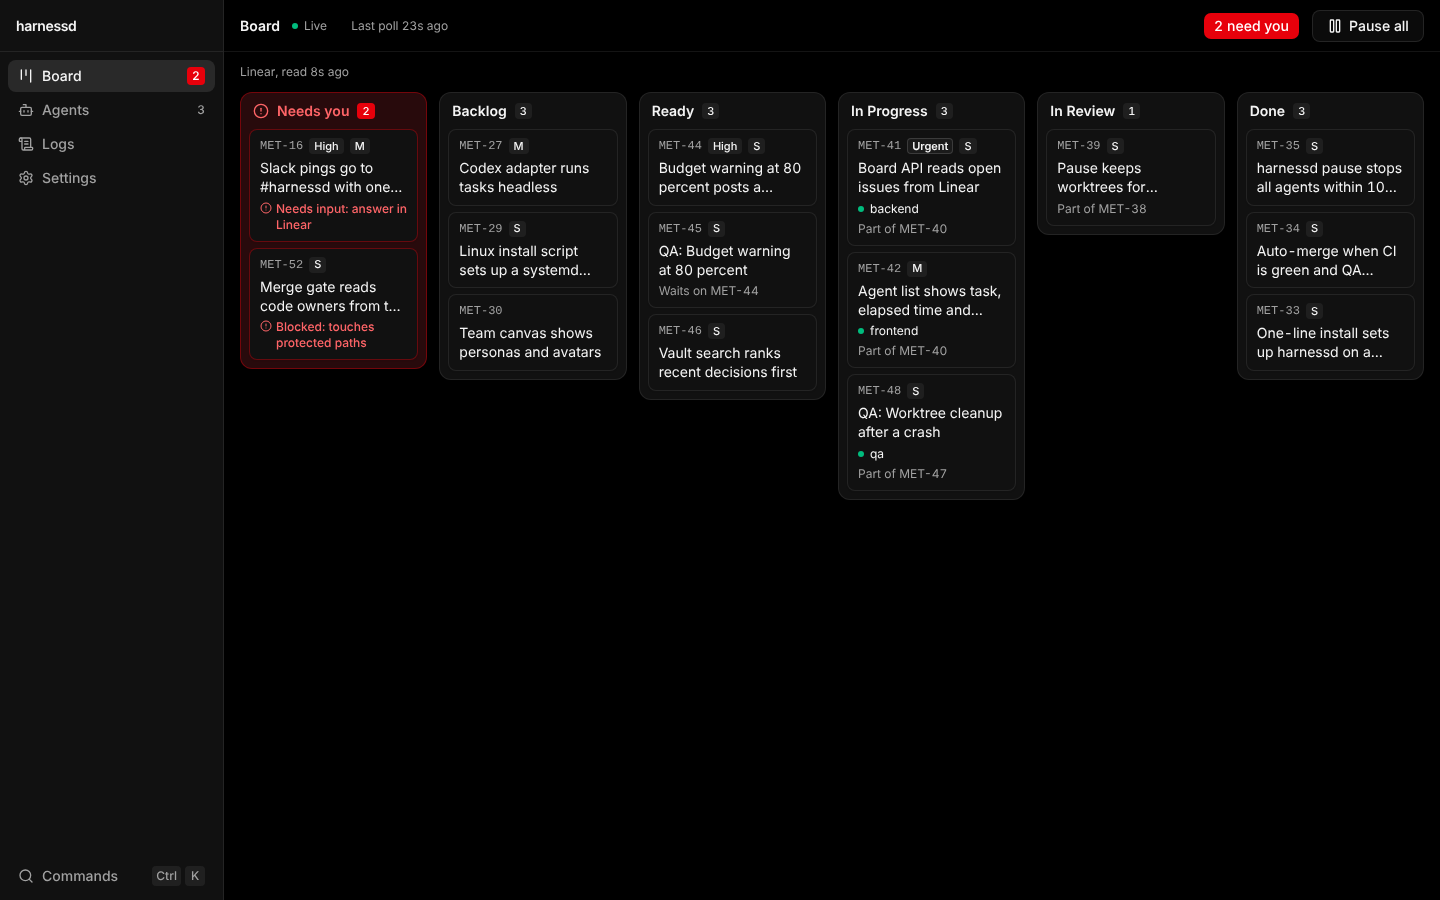 harnessd
Board 2
Agents 3
Logs
Settings
Commands Ctrl K
Board Live Last poll 23s ago
2 need you Pause all
Linear, read 8s ago
Needs you 2
MET-16 High M
Slack pings go to
#harnessd with one...
Needs input: answer in
Linear
MET-52 S
Merge gate reads
code owners from t...
Blocked: touches
protected paths
Backlog 3
MET-27 M
Codex adapter runs
tasks headless
MET-29 S
Linux install script
sets up a systemd...
MET-30
Team canvas shows
personas and avatars
Ready 3
MET-44 High S
Budget warning at 80
percent posts a...
MET-45 S
QA: Budget warning
at 80 percent
Waits on MET-44
MET-46 S
Vault search ranks
recent decisions first
In Progress 3
MET-41 Urgent S
Board API reads open
issues from Linear
backend
Part of MET-40
MET-42 M
Agent list shows task,
elapsed time and...
frontend
Part of MET-40
MET-48 S
QA: Worktree cleanup
after a crash
qa
Part of MET-47
In Review 1
MET-39 S
Pause keeps
worktrees for...
Part of MET-38
Done 3
MET-35 S
harnessd pause stops
all agents within 10...
MET-34 S
Auto-merge when CI
is green and QA...
MET-33 S
One-line install sets
up harnessd on a...